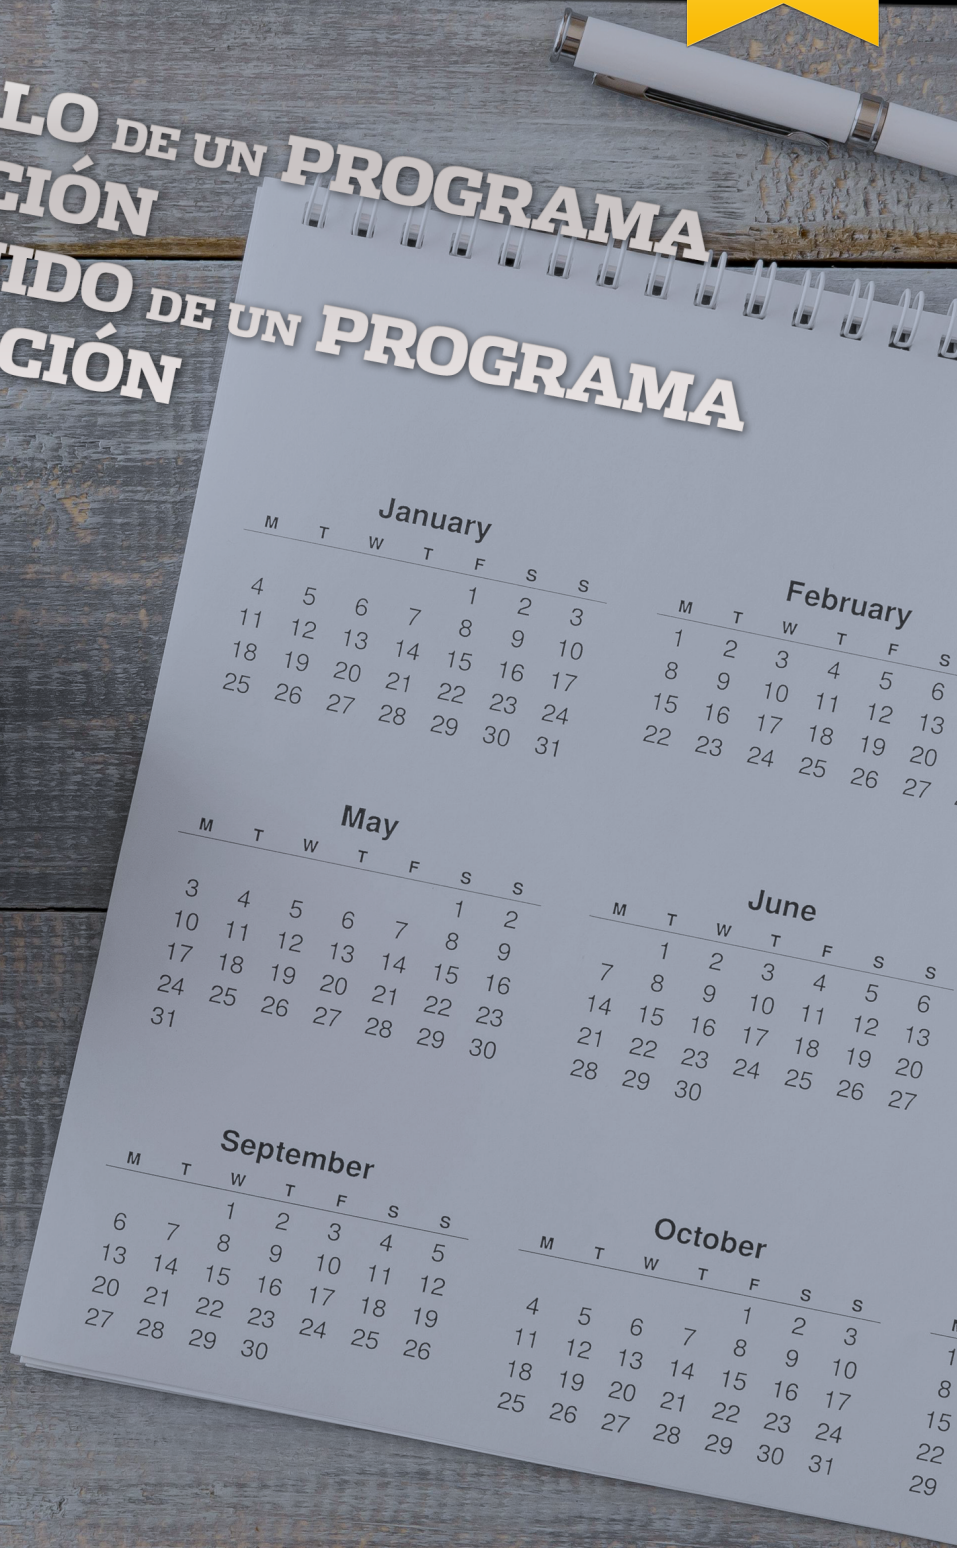 LO DE UN PROGRAMA
CIÓN
IDO DE UN PROGRAMA
CIÓN
January
M T W T F S S
1 2 3
4 5 6 7 8 9 10
11 12 13 14 15 16 17
18 19 20 21 22 23 24
25 26 27 28 29 30 31
February
M T W T F S
1 2 3 4 5 6
8 9 10 11 12 13
15 16 17 18 19 20
22 23 24 25 26 27
May
M T W T F S S
1 2
3 4 5 6 7 8 9
10 11 12 13 14 15 16
17 18 19 20 21 22 23
24 25 26 27 28 29 30
31
June
M T W T F S S
1 2 3 4 5 6
7 8 9 10 11 12 13
14 15 16 17 18 19 20
21 22 23 24 25 26 27
28 29 30
September
M T W T F S S
1 2 3 4 5
6 7 8 9 10 11 12
13 14 15 16 17 18 19
20 21 22 23 24 25 26
27 28 29 30
October
M T W T F S S
1 2 3
4 5 6 7 8 9 10
11 12 13 14 15 16 17
18 19 20 21 22 23 24
25 26 27 28 29 30 31
1
8
15
22
29